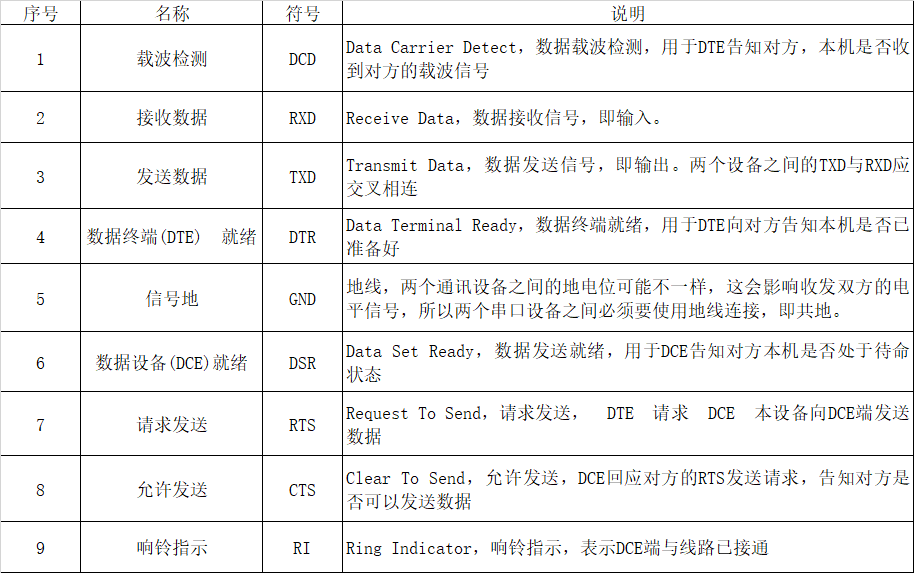 序号 名称 符号 说明
1 载波检测 DCD Data Carrier Detect，数据载波检测，用于DTE告知对方，本机是否收
到对方的载波信号
2 接收数据 RXD Receive Data，数据接收信号，即输入。
3 发送数据 TXD Transmit Data，数据发送信号，即输出。两个设备之间的TXD与RXD应
交叉相连
4 数据终端(DTE) 就绪 DTR Data Terminal Ready，数据终端就绪，用于DTE向对方告知本机是否已
准备好
5 信号地 GND 地线，两个通讯设备之间的地电位可能不一样，这会影响收发双方的电
平信号，所以两个串口设备之间必须要使用地线连接，即共地。
6 数据设备(DCE)就绪 DSR Data Set Ready，数据发送就绪，用于DCE告知对方本机是否处于待命
状态
7 请求发送 RTS Request To Send，请求发送， DTE 请求 DCE 本设备向DCE端发送
数据
8 允许发送 CTS Clear To Send，允许发送，DCE回应对方的RTS发送请求，告知对方是
否可以发送数据
9 响铃指示 RI Ring Indicator，响铃指示，表示DCE端与线路已接通